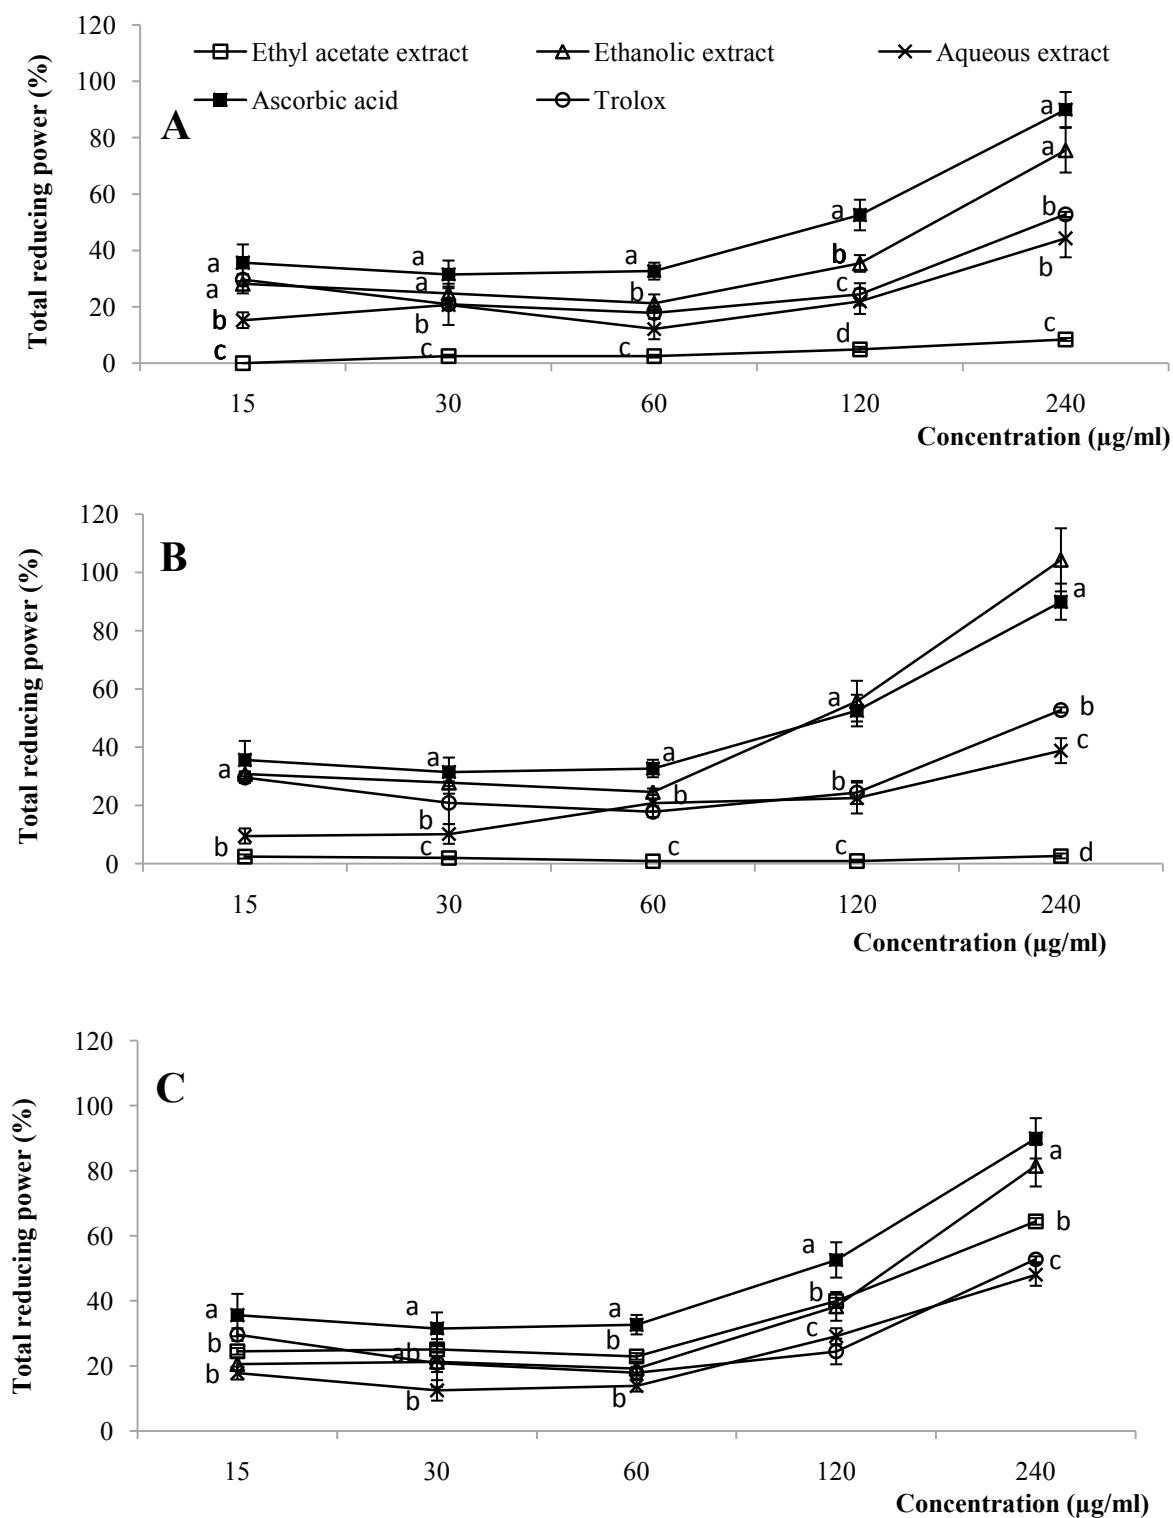 120
Ethyl acetate extract Ethanolic extract Aqueous extract
100
Ascorbic acid Trolox
A
a
80
a
60
a
b
40
a a a
b
b
a a
b
c
20
b
b
d
c
c c c
0
15 30 60 120 240
Total reducing power (%)
Concentration (µg/ml)
120
B
100
a
80
60
a
b
40
a
a
c
a
b
b
20
b
b
c
c
c
d
0
15 30 60 120 240
Total reducing power (%)
Concentration (µg/ml)
120
C
100
a
80
b
60
a
c
40
a a a
b
b
b
c
20
ab
b
b
b
0
15 30 60 120 240
Total reducing power (%)
Concentration (µg/ml)